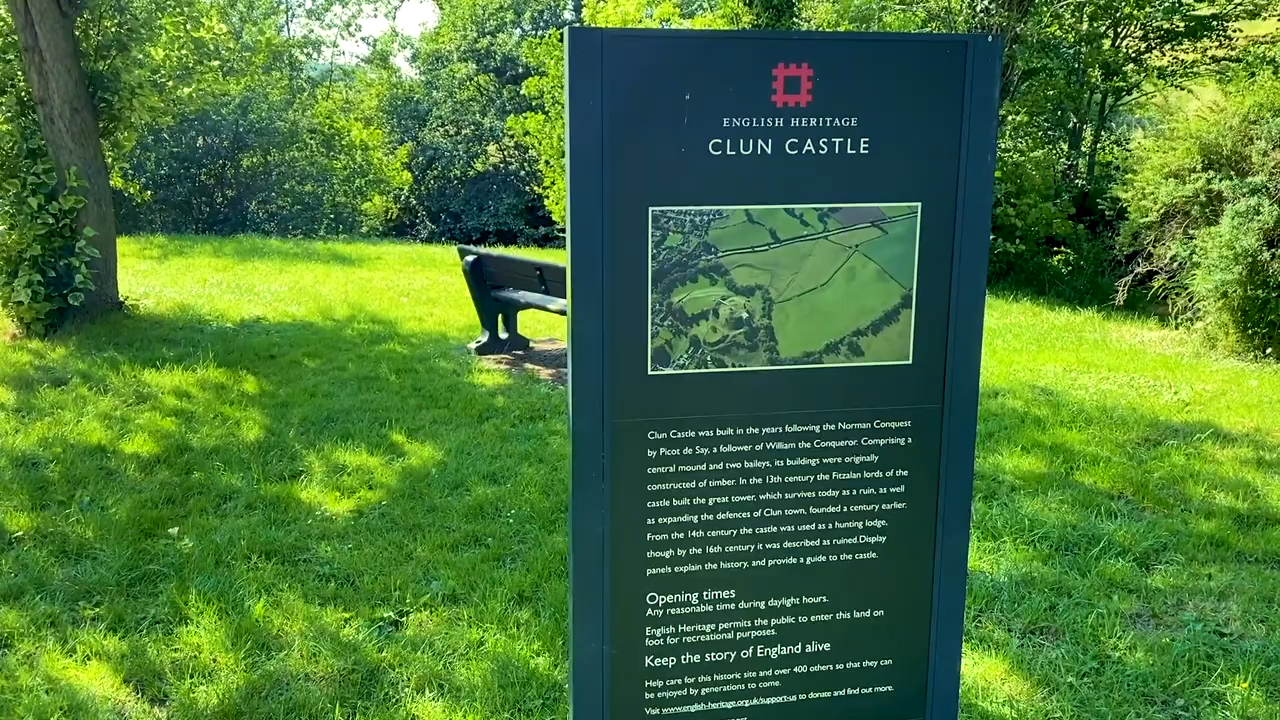 ENGLISH HERITAGE
CLUN CASTLE
Clun Castle was built in the years following the Norman Conquest
by Picot de Say, a follower of William the Conqueror. Comprising a
central mound and two baileys, its buildings were originally
constructed of timber. In the 13th century the Fitzalan lords of the
castle built the great tower, which survives today as a ruin, as well
as expanding the defences of Clun town, founded a century earlier.
From the 14th century the castle was used as a hunting lodge,
though by the 16th century it was described as ruined.Display
panels explain the history, and provide a guide to the castle.
Opening times
Any reasonable time during daylight hours.
English Heritage permits the public to enter this land on
foot for recreational purposes.
Keep the story of England alive
Help care for this historic site and over 400 others so that they can
be enjoyed by generations to come.
Visit www.english-heritage.org.uk/support-us to donate and find out more.